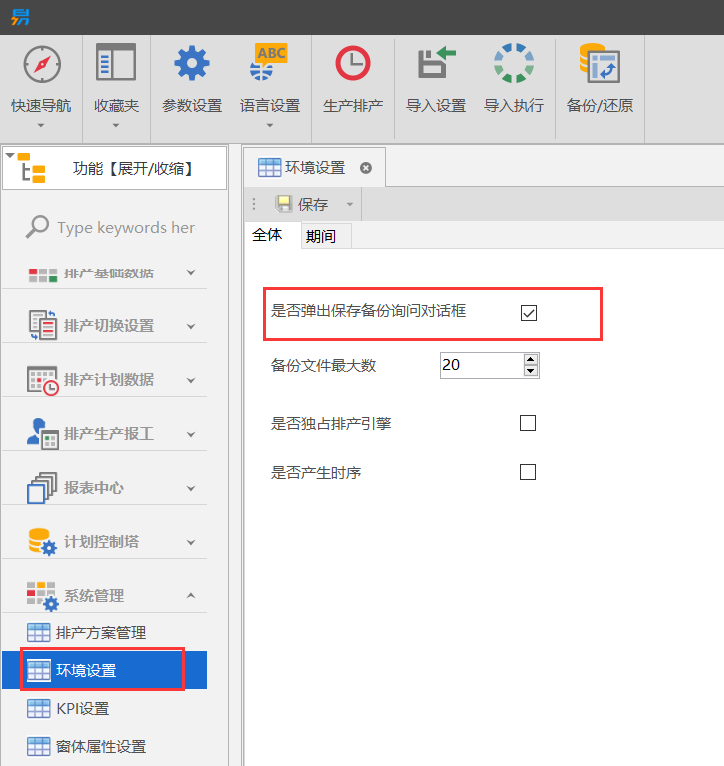 快速导航
收藏夹
参数设置
ABC
语言设置
生产排产
导入设置
导入执行
备份/还原
功能【展开/收缩】
Type keywords her
排产基础数据
排产切换设置
排产计划数据
排产生产报工
报表中心
计划控制塔
系统管理
排产方案管理
环境设置
KPI设置
窗体属性设置
环境设置
保存
全体
期间
是否弹出保存备份询问对话框
备份文件最大数
20
是否独占排产引擎
是否产生时序